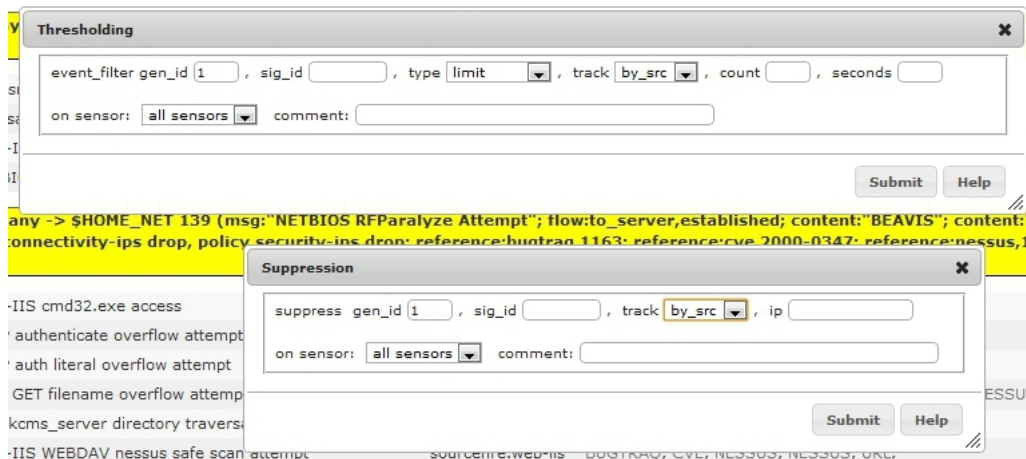 Thresholding
event_filter gen_id 1 , sig_id , type limit , track by_src , count , seconds
on sensor: all sensors comment:
Submit Help
any -> $HOME_NET 139 (msg:"NETBIOS RFParalyze Attempt"; flow:to_server,established; content:"BEAVIS"; content:
connectivity-ips drop, policy security-ips drop; reference:bugtraq,1163; reference:cve,2000-0347; reference:nessus,1
Suppression
suppress gen_id 1 , sig_id , track by_src , ip
on sensor: all sensors comment:
Submit Help
-IIS cmd32.exe access
authenticate overflow attempt
auth literal overflow attempt
GET filename overflow attemp ESSU
kcms_server directory traversa
-IIS WEBDAV nessus safe scan attempt sourcefire.web-iis BUGTRAQ, CVE, NESSUS, NESSUS, URL,